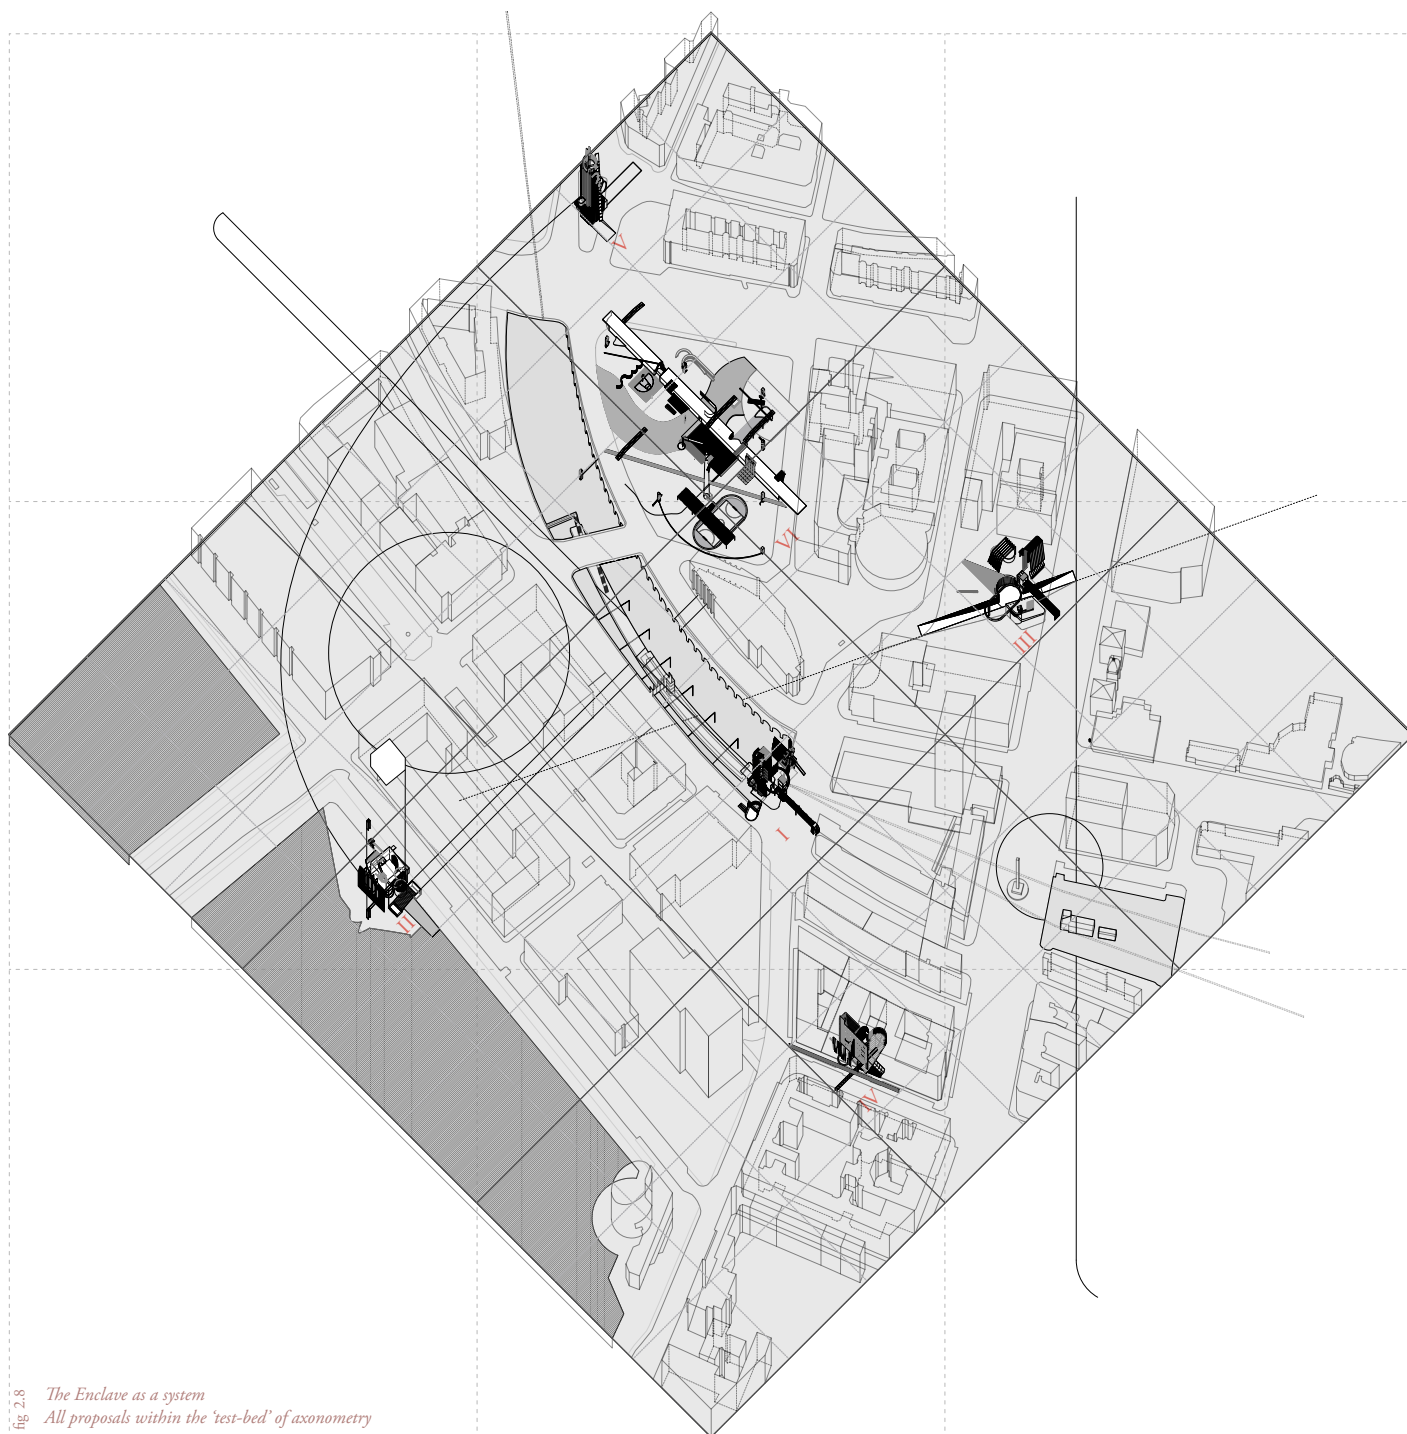 V
VI
III
I
II
IV
fig 2.8
The Enclave as a system
All proposals within the ‘test-bed’ of axonometry